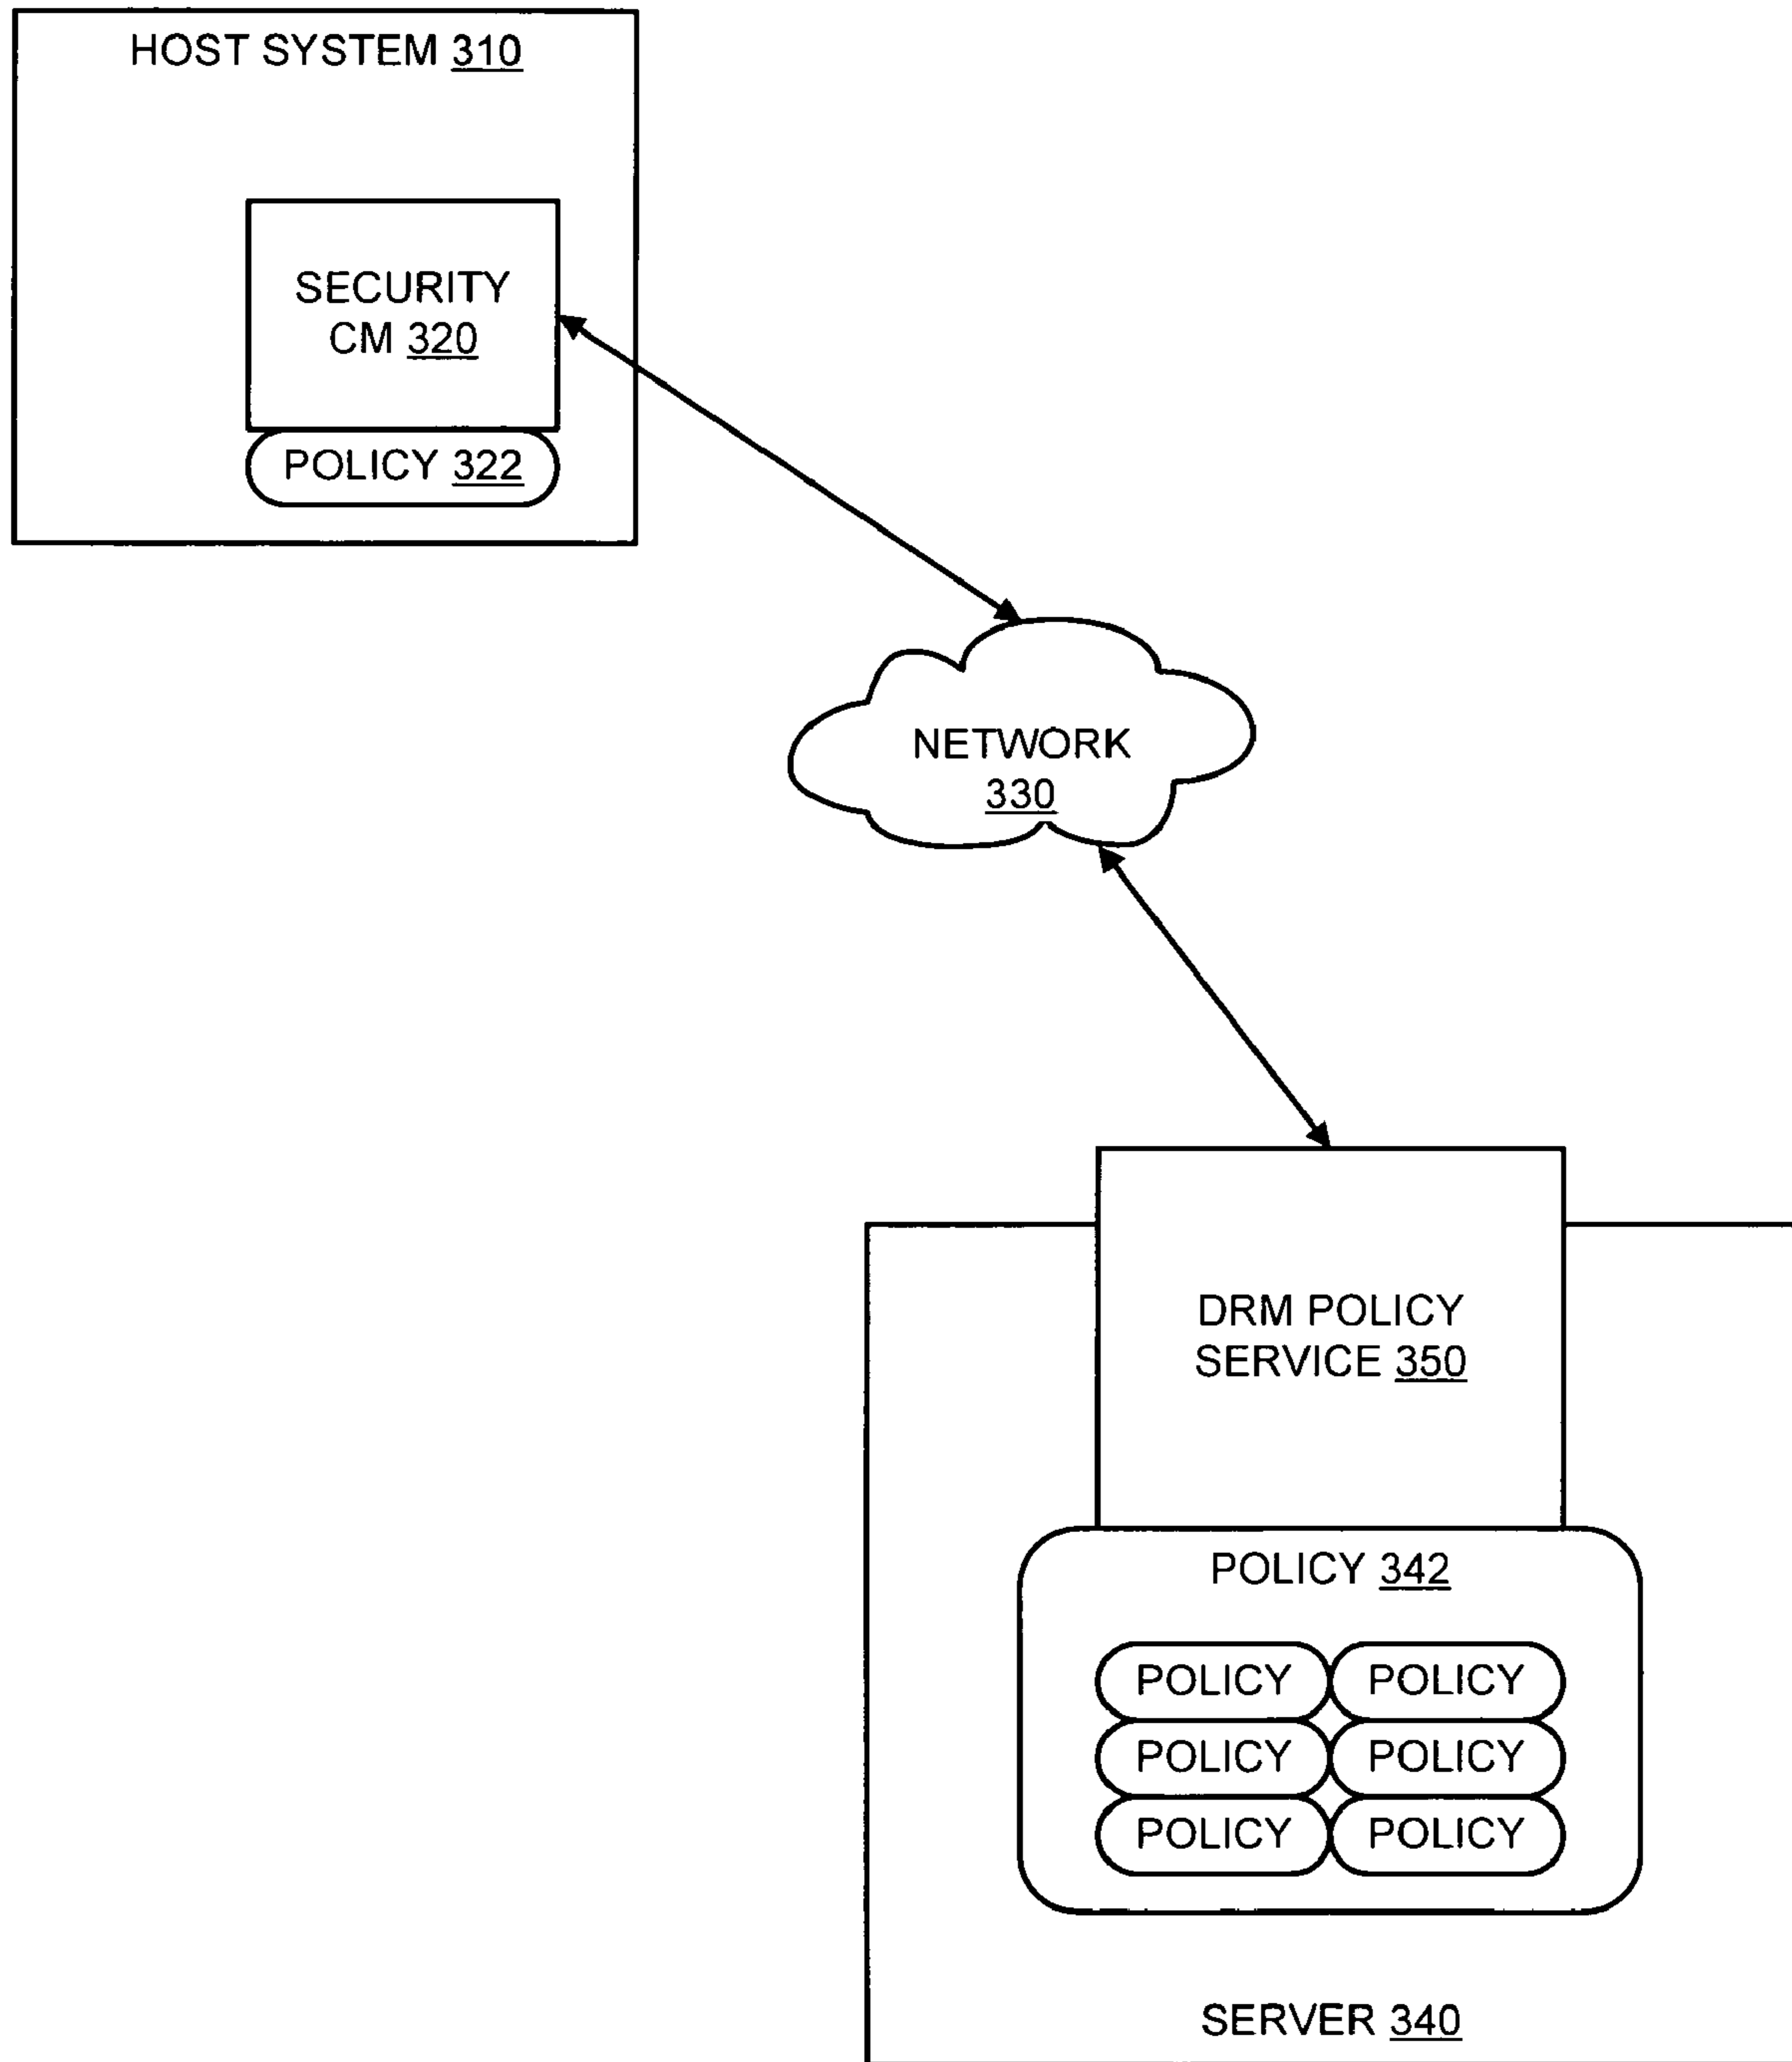 HOST SYSTEM 310
SECURITY
CM 320
POLICY 322
NETWORK
330
DRM POLICY
SERVICE 350
POLICY 342
POLICY POLICY
POLICY POLICY
POLICY POLICY
SERVER 340